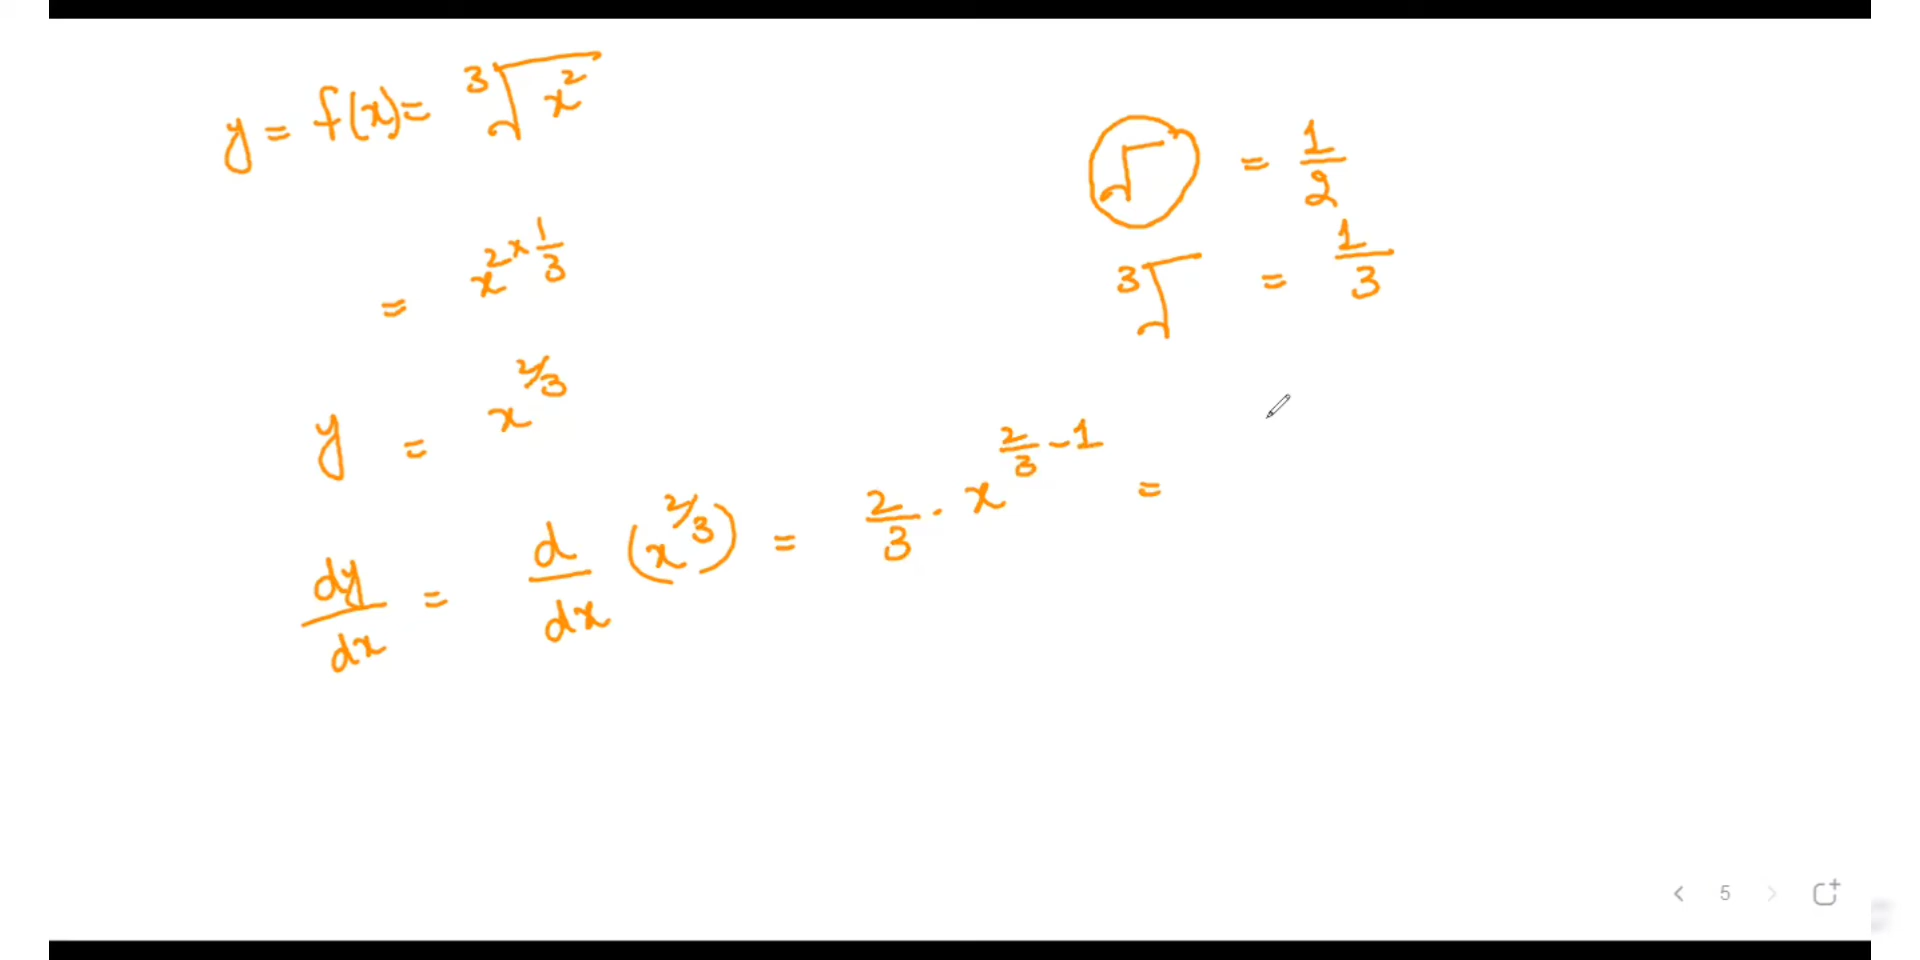 y = f(x) = ∛x²
= x^(2 × 1/3)
y = x^(2/3)
dy/dx = d/dx (x^(2/3)) = 2/3 · x^(2/3 − 1) =
√ = 1/2
∛ = 1/3
5